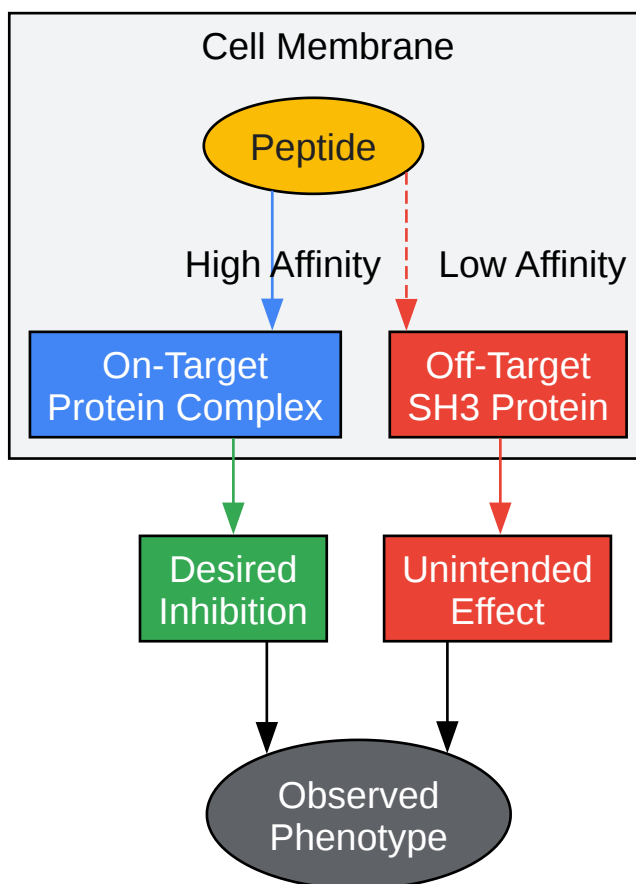 Cell Membrane
Peptide
High Affinity
Low Affinity
On-Target
Protein Complex
Off-Target
SH3 Protein
Desired
Inhibition
Unintended
Effect
Observed
Phenotype